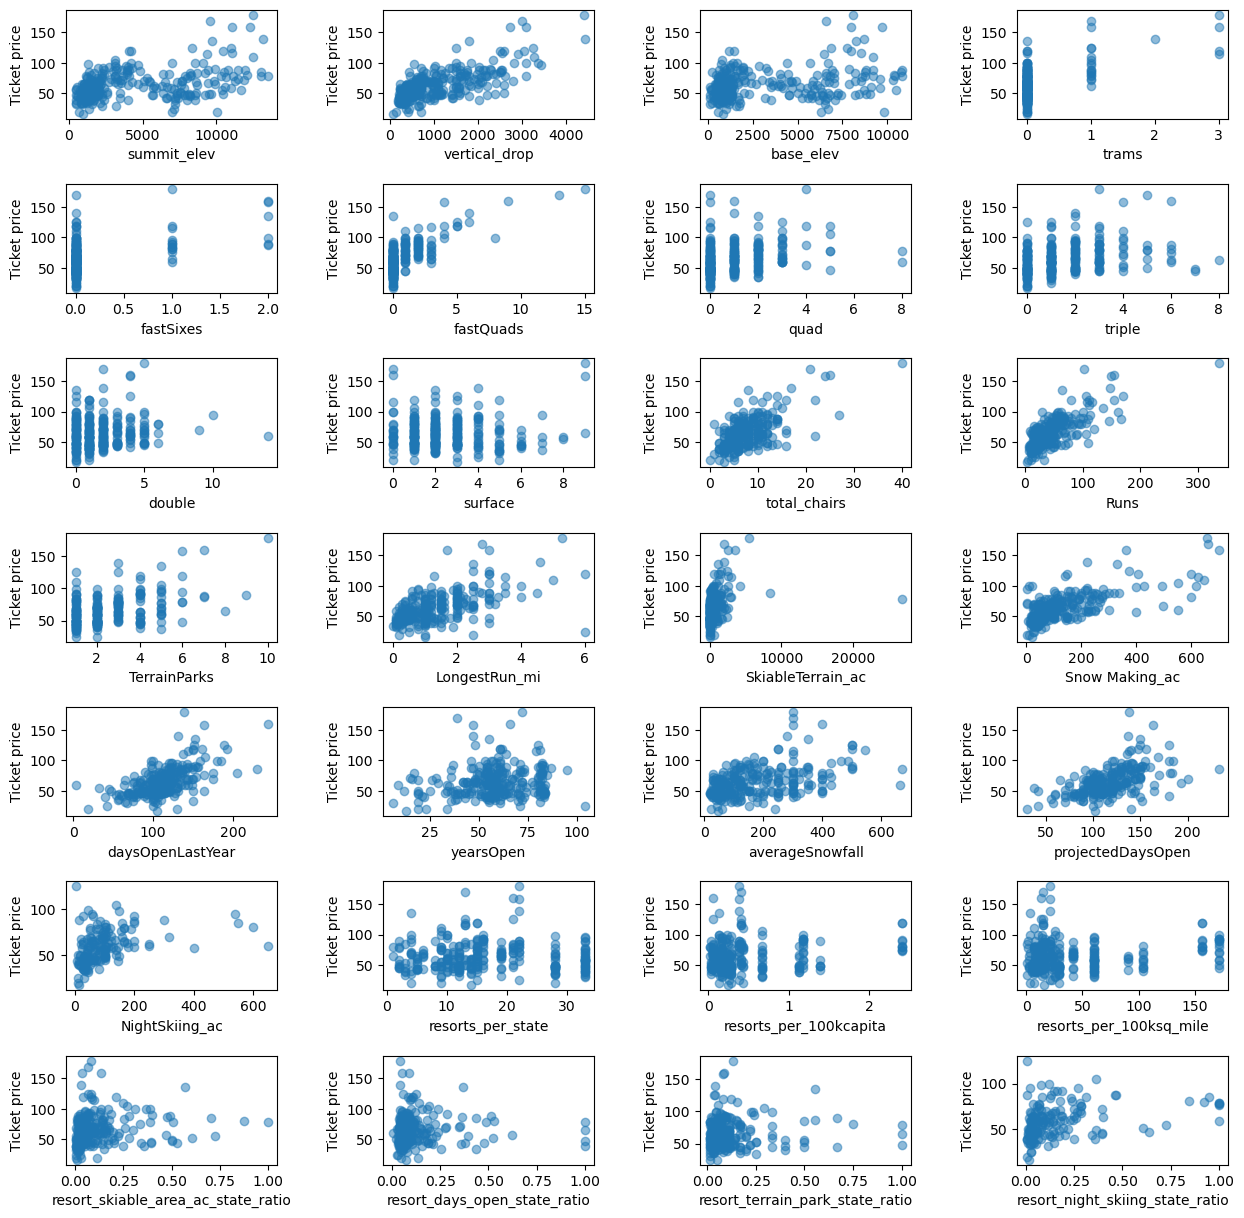 Ticket price 50 100 150 0 5000 10000 summit_elev
Ticket price 50 100 150 0 1000 2000 3000 4000 vertical_drop
Ticket price 50 100 150 0 2500 5000 7500 10000 base_elev
Ticket price 50 100 150 0 1 2 3 trams
Ticket price 50 100 150 0.0 0.5 1.0 1.5 2.0 fastSixes
Ticket price 50 100 150 0 5 10 15 fastQuads
Ticket price 50 100 150 0 2 4 6 8 quad
Ticket price 50 100 150 0 2 4 6 8 triple
Ticket price 50 100 150 0 5 10 double
Ticket price 50 100 150 0 2 4 6 8 surface
Ticket price 50 100 150 0 10 20 30 40 total_chairs
Ticket price 50 100 150 0 100 200 300 Runs
Ticket price 50 100 150 2 4 6 8 10 TerrainParks
Ticket price 50 100 150 0 2 4 6 LongestRun_mi
Ticket price 50 100 150 0 10000 20000 SkiableTerrain_ac
Ticket price 50 100 150 0 200 400 600 Snow Making_ac
Ticket price 50 100 150 0 100 200 daysOpenLastYear
Ticket price 50 100 150 25 50 75 100 yearsOpen
Ticket price 50 100 150 0 200 400 600 averageSnowfall
Ticket price 50 100 150 50 100 150 200 projectedDaysOpen
Ticket price 50 100 0 200 400 600 NightSkiing_ac
Ticket price 50 100 150 0 10 20 30 resorts_per_state
Ticket price 50 100 150 0 1 2 resorts_per_100kcapita
Ticket price 50 100 150 0 50 100 150 resorts_per_100ksq_mile
Ticket price 50 100 150 0.00 0.25 0.50 0.75 1.00 resort_skiable_area_ac_state_ratio
Ticket price 50 100 150 0.00 0.25 0.50 0.75 1.00 resort_days_open_state_ratio
Ticket price 50 100 150 0.00 0.25 0.50 0.75 1.00 resort_terrain_park_state_ratio
Ticket price 50 100 0.00 0.25 0.50 0.75 1.00 resort_night_skiing_state_ratio